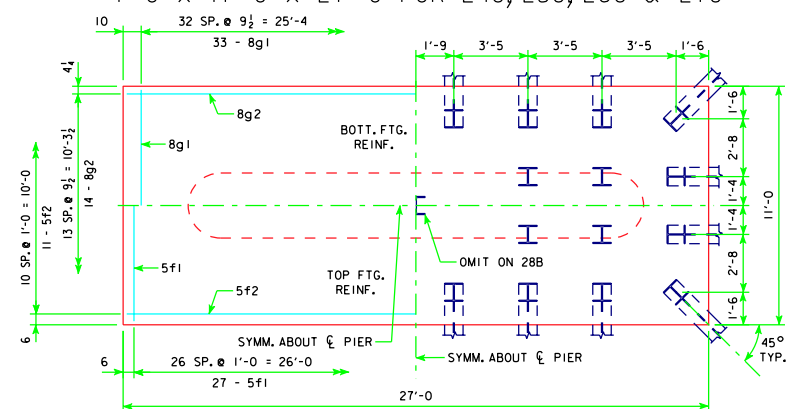 10
32 SP. @ 9½ = 25'-4
33 - 8g1
1'-9
3'-5
3'-5
3'-5
1'-6
4¼
8g2
8g1
BOTT. FTG.
REINF.
1'-6
2'-8
1'-4
1'-4
2'-8
1'-6
11'-0
10 SP. @ 1'-0 = 10'-0
11 - 5f2
13 SP. @ 9½ = 10'-3½
14 - 8g2
6
5f1
5f2
TOP FTG.
REINF.
OMIT ON 28B
SYMM. ABOUT ℄ PIER
SYMM. ABOUT ℄ PIER
45°
TYP.
6
26 SP. @ 1'-0 = 26'-0
27 - 5f1
27'-0